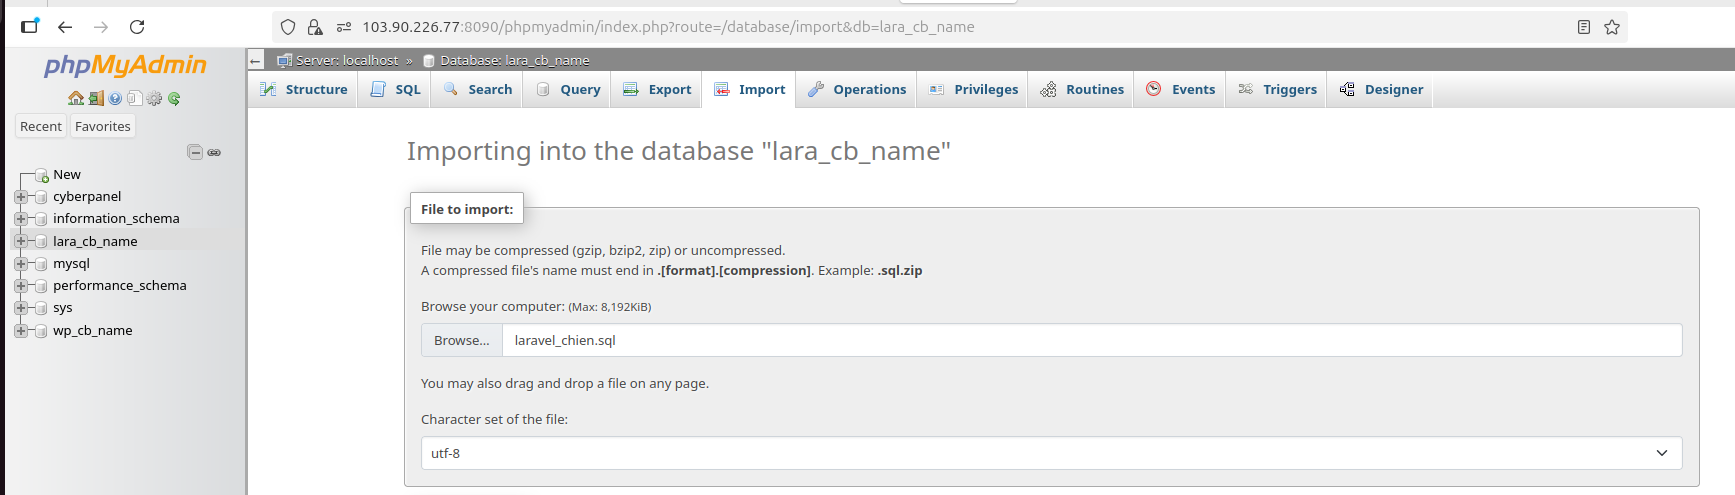 103.90.226.77:8090/phpmyadmin/index.php?route=/database/import&db=lara_cb_name
phpMyAdmin
Server: localhost » Database: lara_cb_name
Structure SQL Search Query Export Import Operations Privileges Routines Events Triggers Designer
Recent Favorites
New
cyberpanel
information_schema
lara_cb_name
mysql
performance_schema
sys
wp_cb_name
Importing into the database "lara_cb_name"
File to import:
File may be compressed (gzip, bzip2, zip) or uncompressed.
A compressed file's name must end in .[format].[compression]. Example: .sql.zip
Browse your computer: (Max: 8,192KiB)
Browse... laravel_chien.sql
You may also drag and drop a file on any page.
Character set of the file:
utf-8